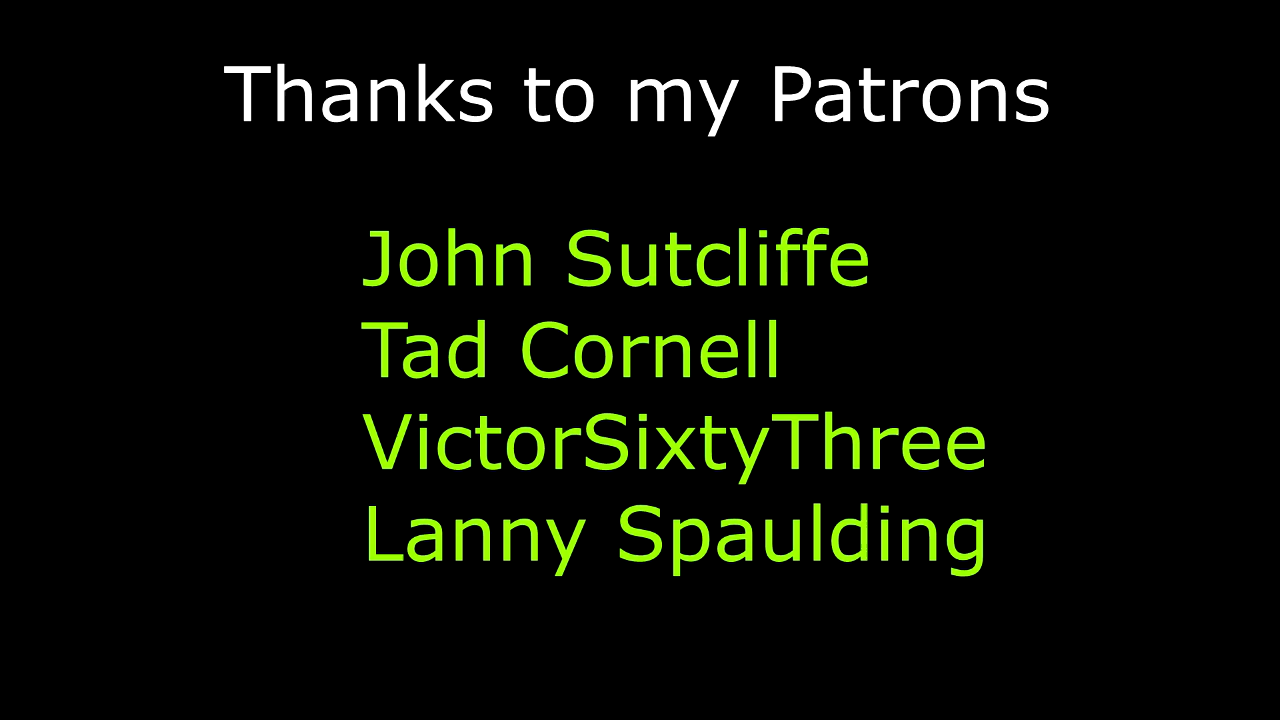 Thanks to my Patrons
John Sutcliffe
Tad Cornell
VictorSixtyThree
Lanny Spaulding